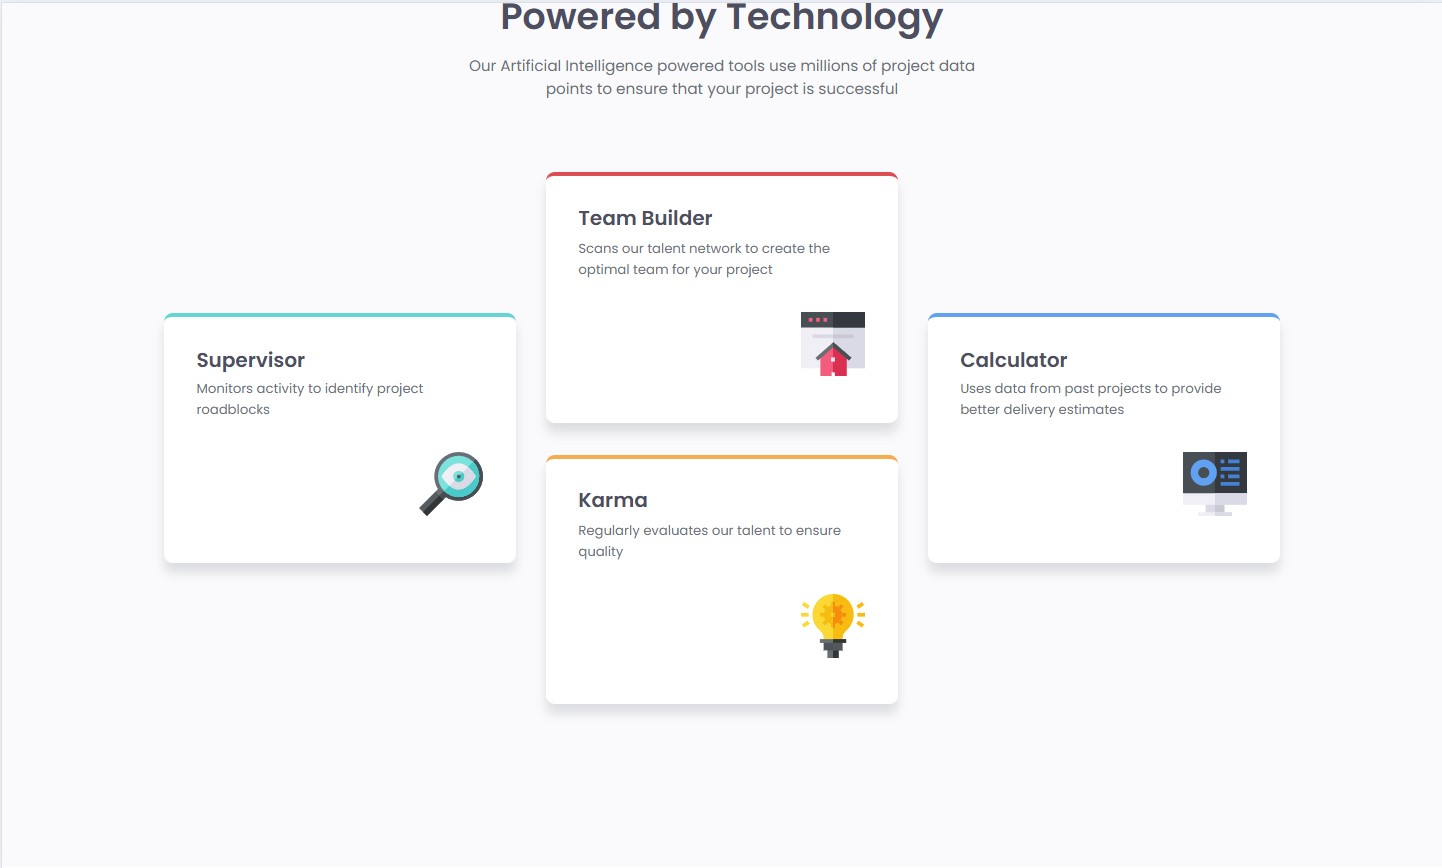 Powered by Technology
Our Artificial Intelligence powered tools use millions of project data
points to ensure that your project is successful
Team Builder
Scans our talent network to create the
optimal team for your project
Supervisor
Monitors activity to identify project
roadblocks
Calculator
Uses data from past projects to provide
better delivery estimates
Karma
Regularly evaluates our talent to ensure
quality